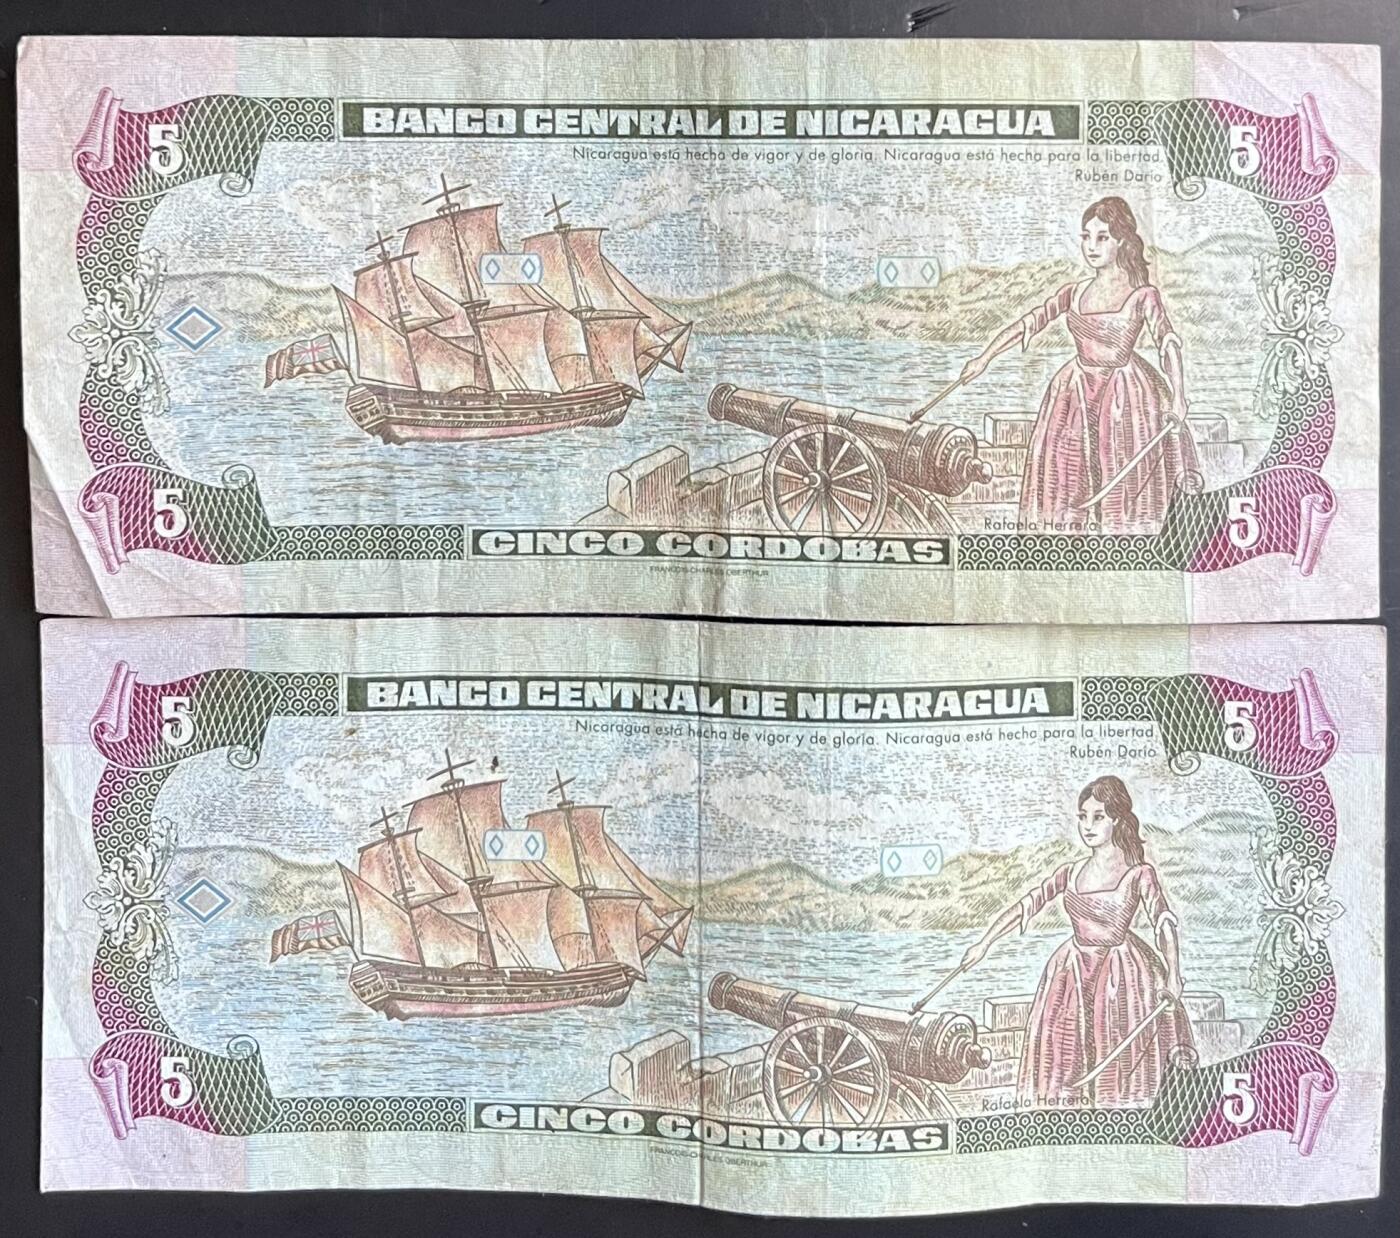 BANCO CENTRAL DE NICARAGUA
5
5
Nicaragua está hecha de vigor y de gloria. Nicaragua está hecha para la libertad.
Rubén Darío
Rafaela Herrera
5
5
CINCO CORDOBAS
FRANÇOIS-CHARLES OBERTHUR
BANCO CENTRAL DE NICARAGUA
5
5
Nicaragua está hecha de vigor y de gloria. Nicaragua está hecha para la libertad.
Rubén Darío
Rafaela Herrera
5
5
CINCO CORDOBAS
FRANÇOIS-CHARLES OBERTHUR